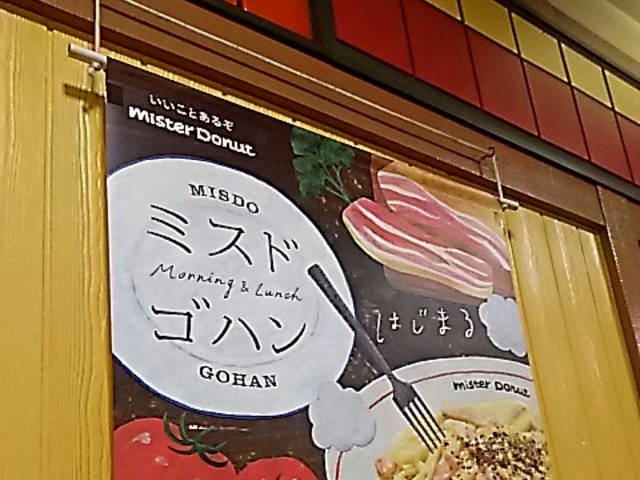 いいことあるぞ
mister Donut
MISDO
ミスド
Morning & Lunch
ゴハン
GOHAN
はじまる
mister Donut